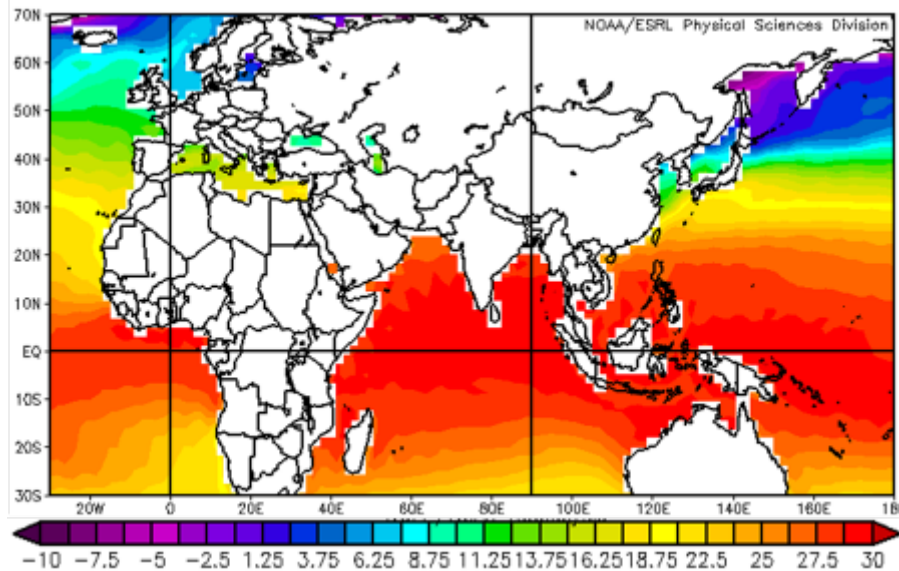 70N
NOAA/ESRL Physical Sciences Division
60N
50N
40N
30N
20N
10N
EQ
10S
20S
30S
20W 0 20E 40E 60E 80E 100E 120E 140E 160E
-10 -7.5 -5 -2.5 1.25 3.75 6.25 8.75 11.25 13.75 16.25 18.75 22.5 25 27.5 30